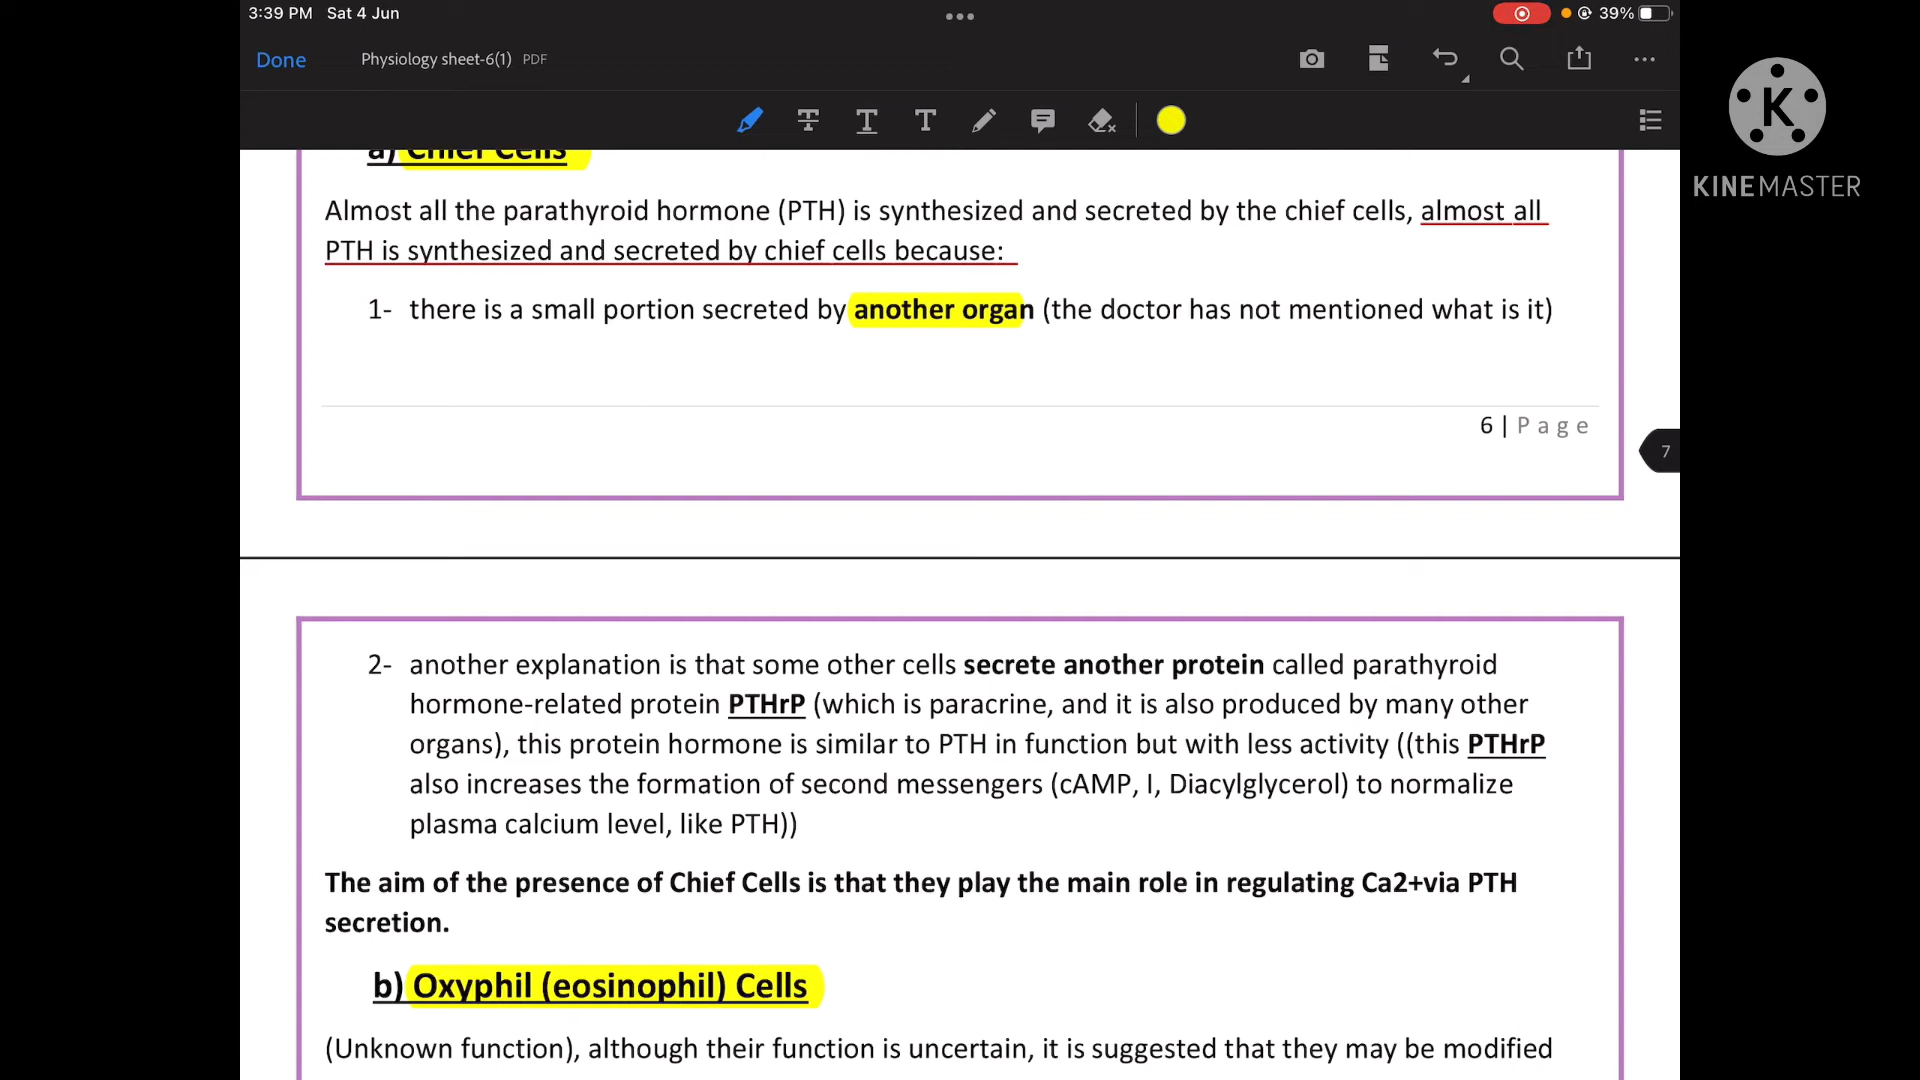 3:39 PM Sat 4 Jun
39%
Done
Physiology sheet-6(1) PDF
K
KINEMASTER
a) Chief Cells
Almost all the parathyroid hormone (PTH) is synthesized and secreted by the chief cells, almost all
PTH is synthesized and secreted by chief cells because:
1- there is a small portion secreted by another organ (the doctor has not mentioned what is it)
6 | Page
7
2- another explanation is that some other cells secrete another protein called parathyroid
hormone-related protein PTHrP (which is paracrine, and it is also produced by many other
organs), this protein hormone is similar to PTH in function but with less activity ((this PTHrP
also increases the formation of second messengers (cAMP, I, Diacylglycerol) to normalize
plasma calcium level, like PTH))
The aim of the presence of Chief Cells is that they play the main role in regulating Ca2+via PTH
secretion.
b) Oxyphil (eosinophil) Cells
(Unknown function), although their function is uncertain, it is suggested that they may be modified